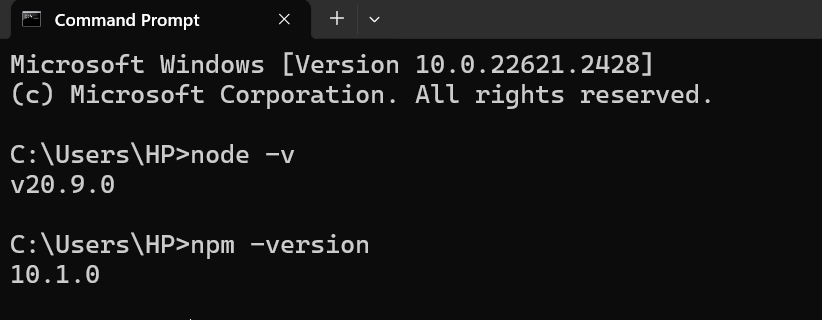 Command Prompt
Microsoft Windows [Version 10.0.22621.2428]
(c) Microsoft Corporation. All rights reserved.
C:\Users\HP>node -v
v20.9.0
C:\Users\HP>npm -version
10.1.0